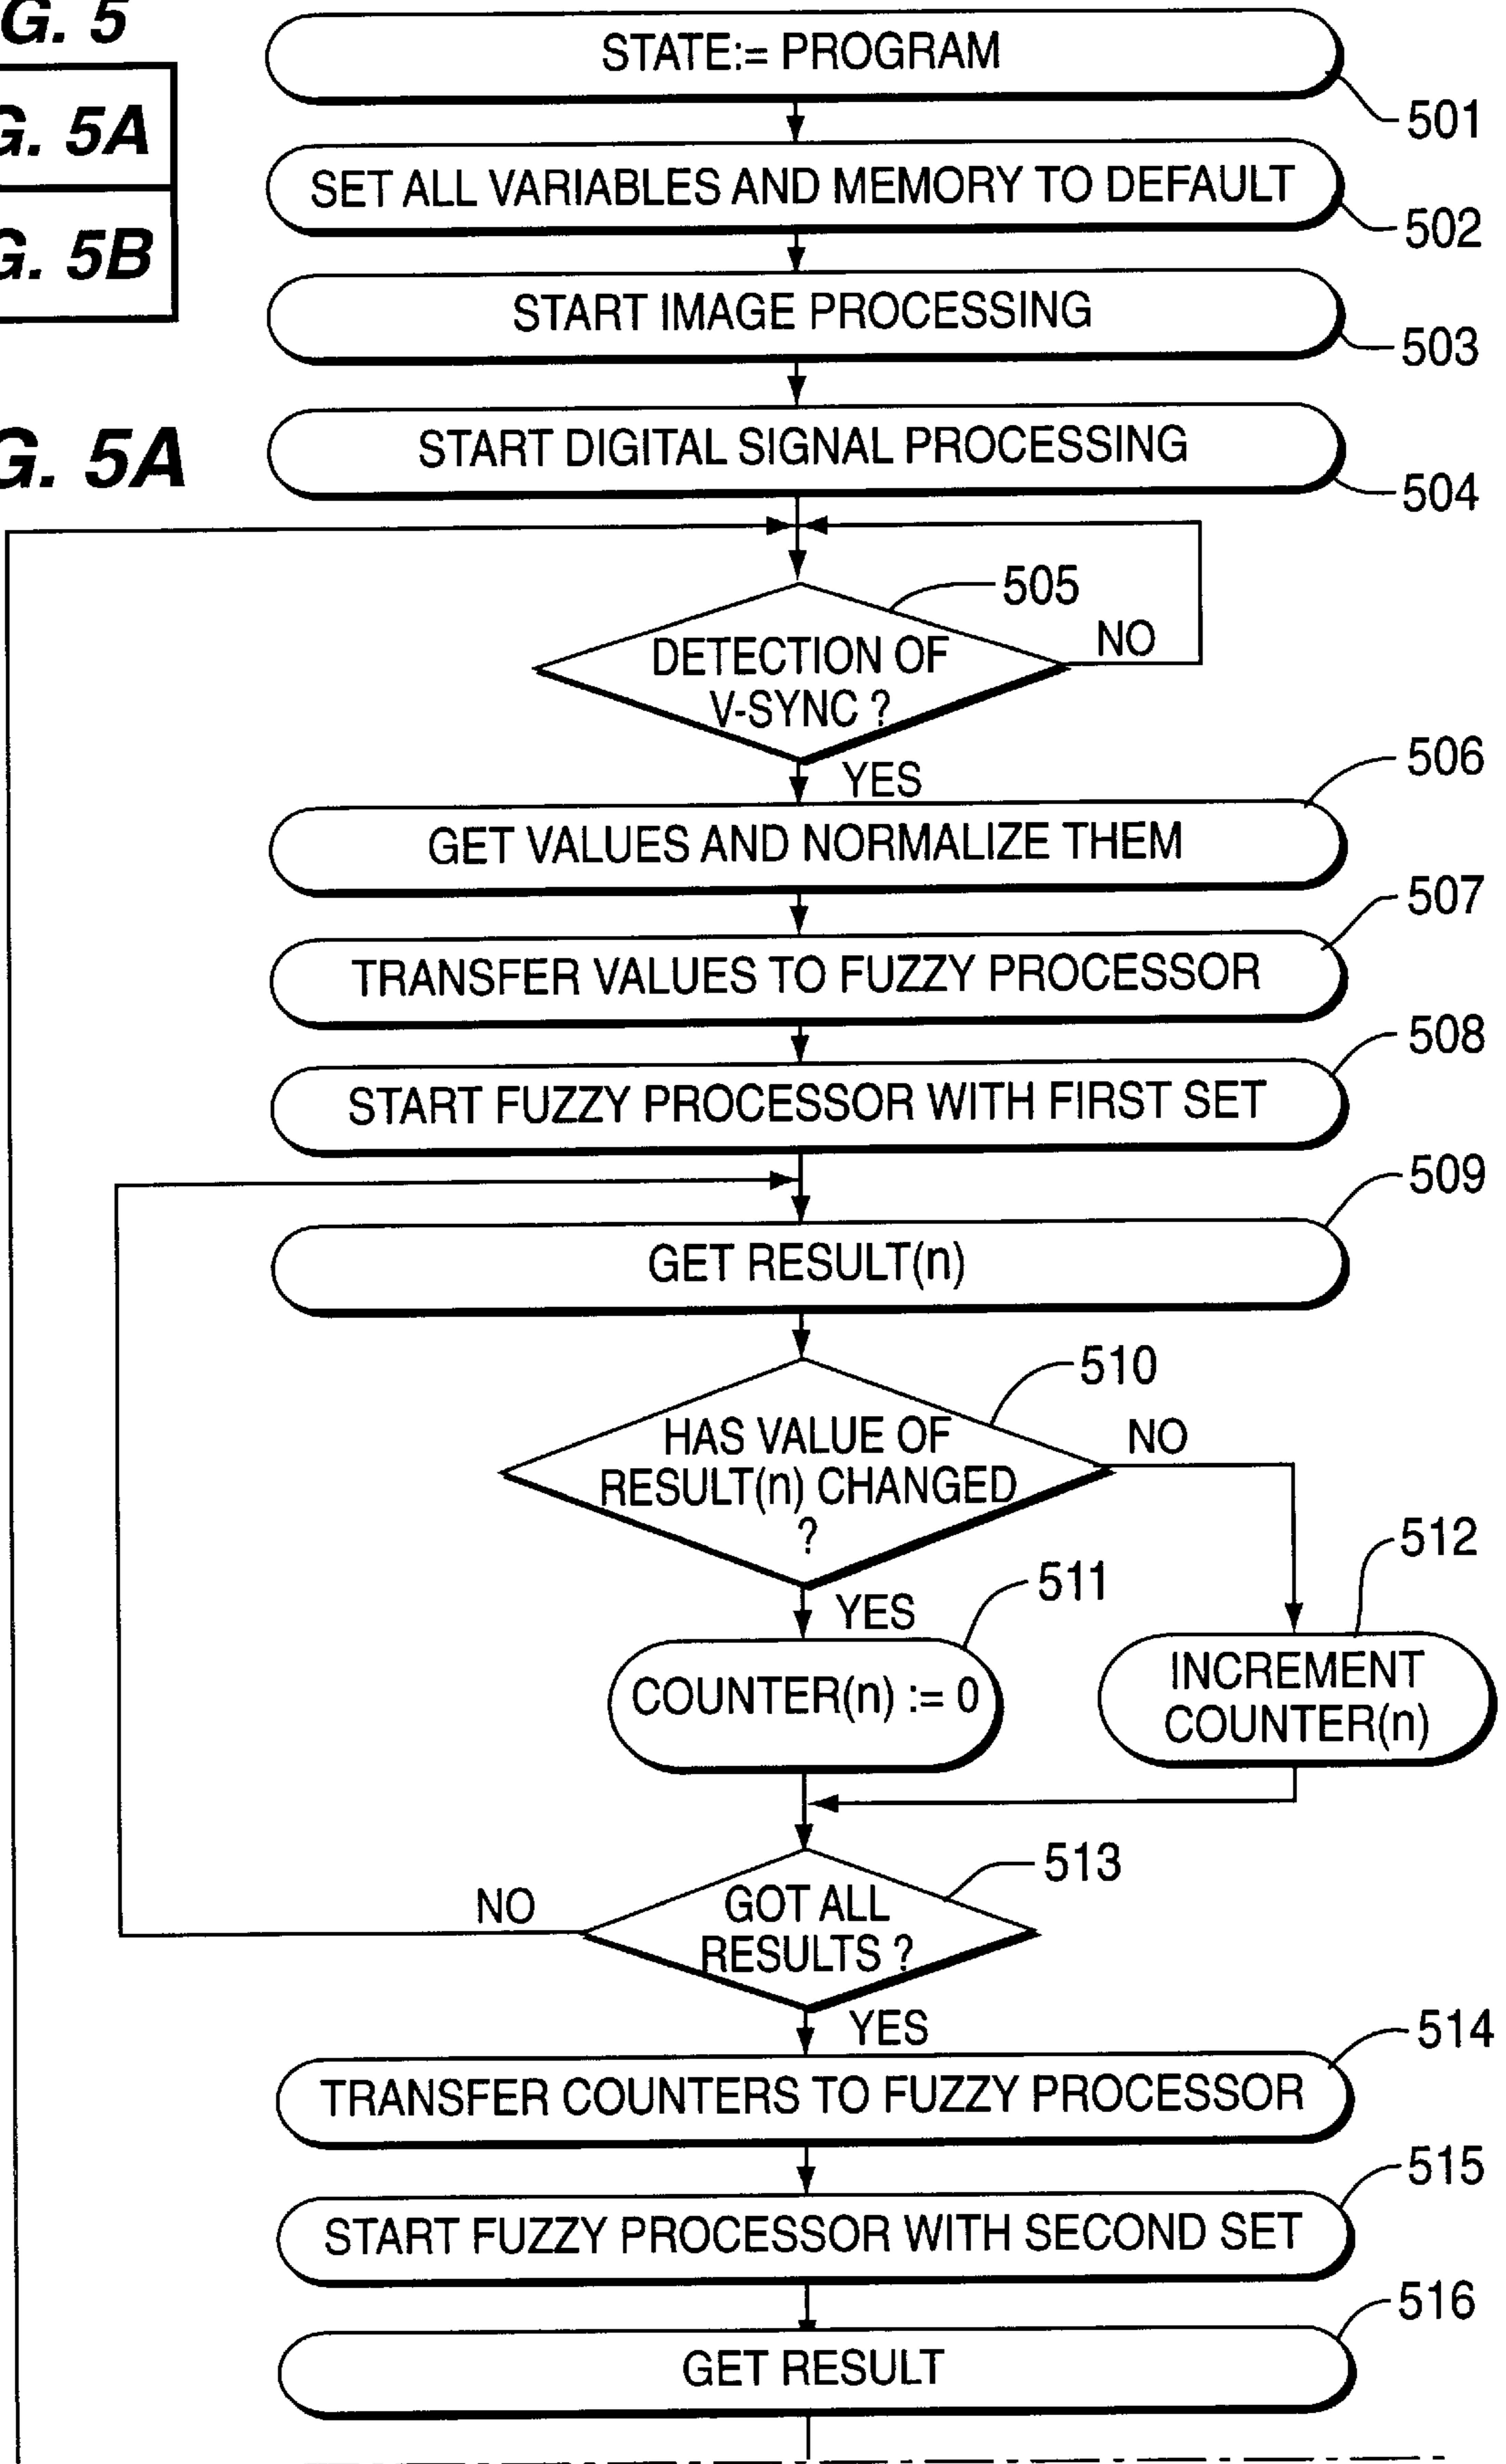 G. 5
G. 5A
G. 5B
G. 5A
STATE:= PROGRAM
501
SET ALL VARIABLES AND MEMORY TO DEFAULT
502
START IMAGE PROCESSING
503
START DIGITAL SIGNAL PROCESSING
504
505
DETECTION OF
V-SYNC ?
NO
YES
506
GET VALUES AND NORMALIZE THEM
507
TRANSFER VALUES TO FUZZY PROCESSOR
508
START FUZZY PROCESSOR WITH FIRST SET
509
GET RESULT(n)
510
HAS VALUE OF
RESULT(n) CHANGED
?
NO
YES
511
COUNTER(n) := 0
512
INCREMENT
COUNTER(n)
513
GOT ALL
RESULTS ?
NO
YES
514
TRANSFER COUNTERS TO FUZZY PROCESSOR
515
START FUZZY PROCESSOR WITH SECOND SET
516
GET RESULT